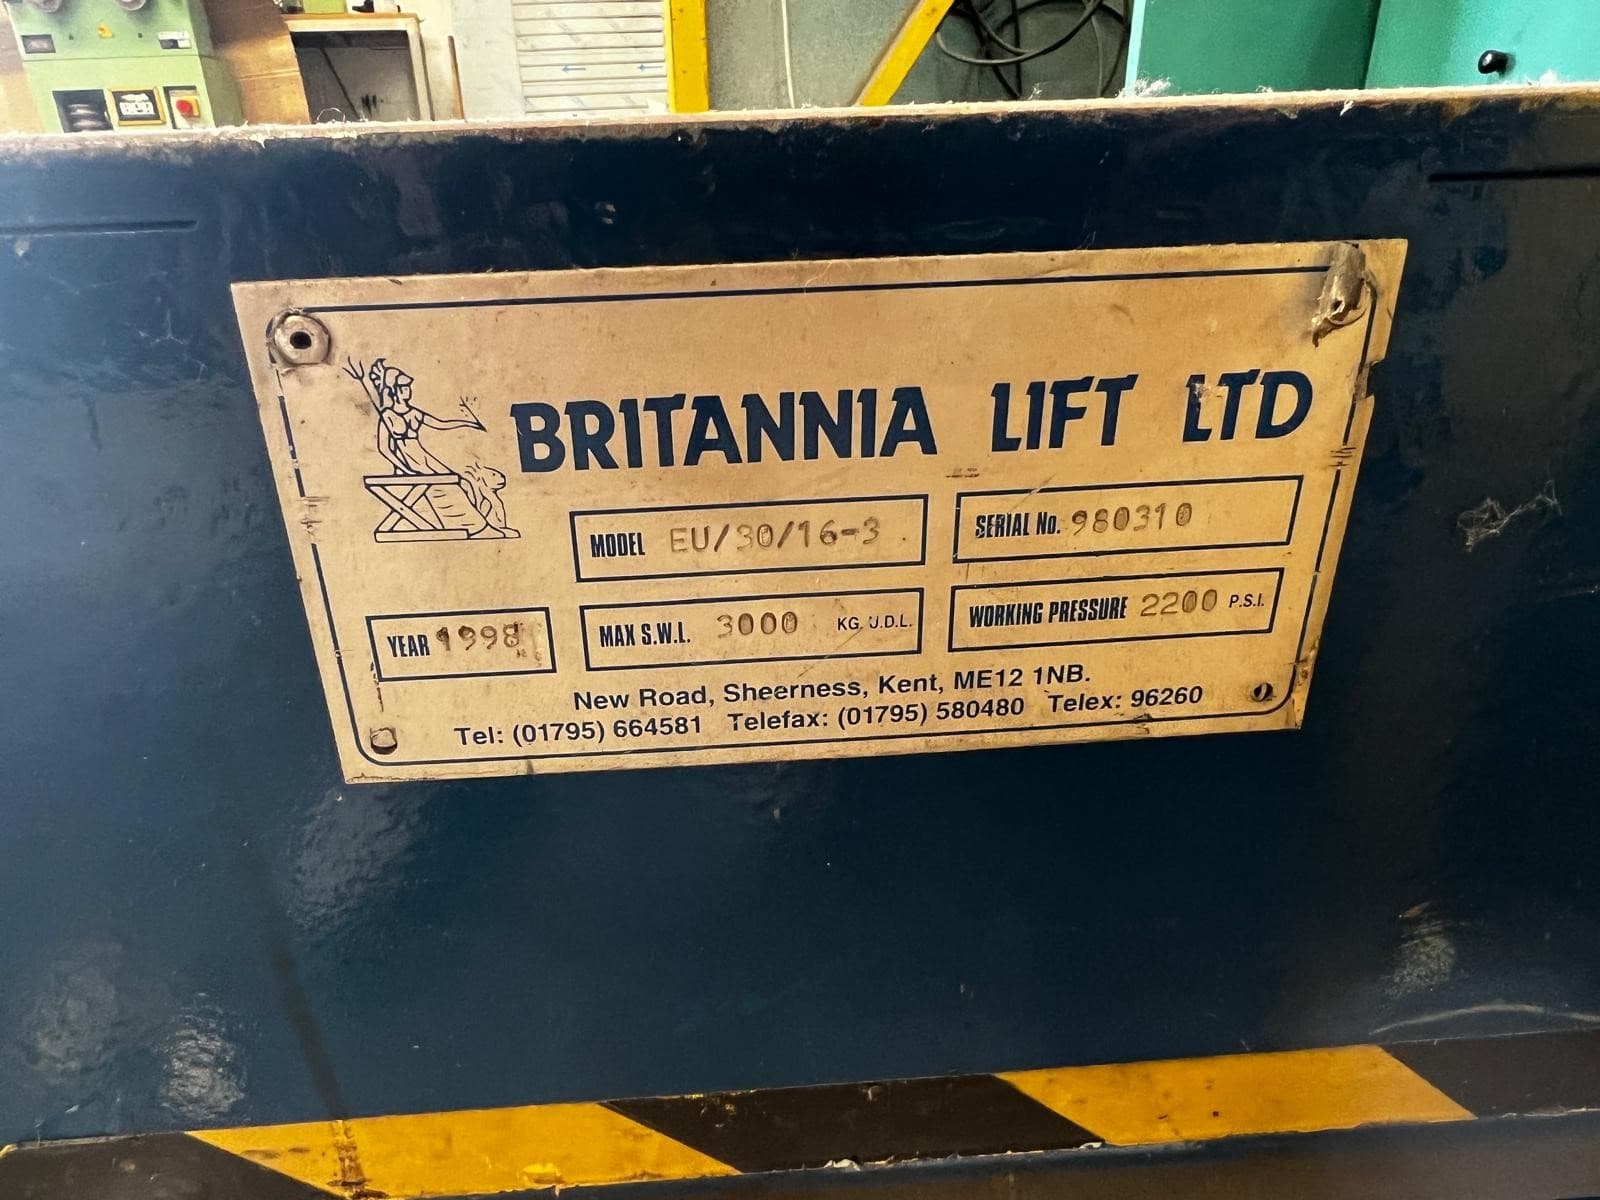 BRITANNIA LIFT LTD
MODEL EU/30/16-3
SERIAL No. 980310
YEAR 1998
MAX S.W.L. 3000 KG. U.D.L.
WORKING PRESSURE 2200 P.S.I.
New Road, Sheerness, Kent, ME12 1NB.
Tel: (01795) 664581 Telefax: (01795) 580480 Telex: 96260